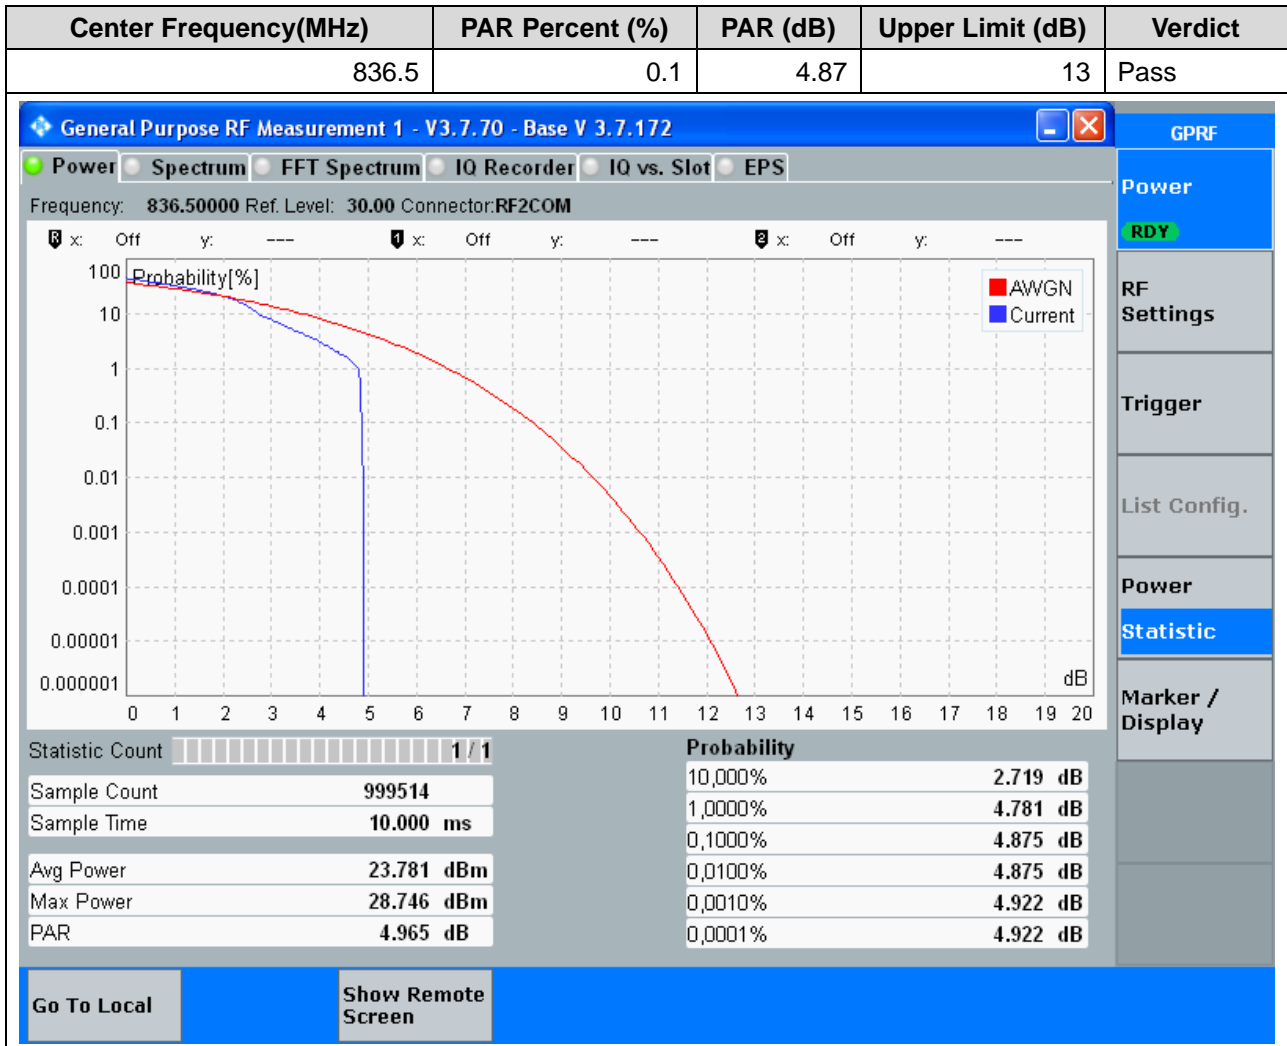 Center Frequency(MHz) PAR Percent (%) PAR (dB) Upper Limit (dB) Verdict
836.5 0.1 4.87 13 Pass
General Purpose RF Measurement 1 - V3.7.70 - Base V 3.7.172
GPRF
Power Spectrum FFT Spectrum IQ Recorder IQ vs. Slot EPS
Power
RDY
Frequency: 836.50000 Ref. Level: 30.00 Connector:RF2COM
R x: Off y: --- 1 x: Off y: --- 2 x: Off y: ---
Probability[%]
AWGN
Current
100
10
1
0.1
0.01
0.001
0.0001
0.00001
0.000001
dB
0 1 2 3 4 5 6 7 8 9 10 11 12 13 14 15 16 17 18 19 20
RF
Settings
Trigger
List Config.
Power
Statistic
Marker /
Display
Statistic Count 1 / 1
Sample Count 999514
Sample Time 10.000 ms
Avg Power 23.781 dBm
Max Power 28.746 dBm
PAR 4.965 dB
Probability
10,000% 2.719 dB
1,0000% 4.781 dB
0,1000% 4.875 dB
0,0100% 4.875 dB
0,0010% 4.922 dB
0,0001% 4.922 dB
Go To Local
Show Remote
Screen